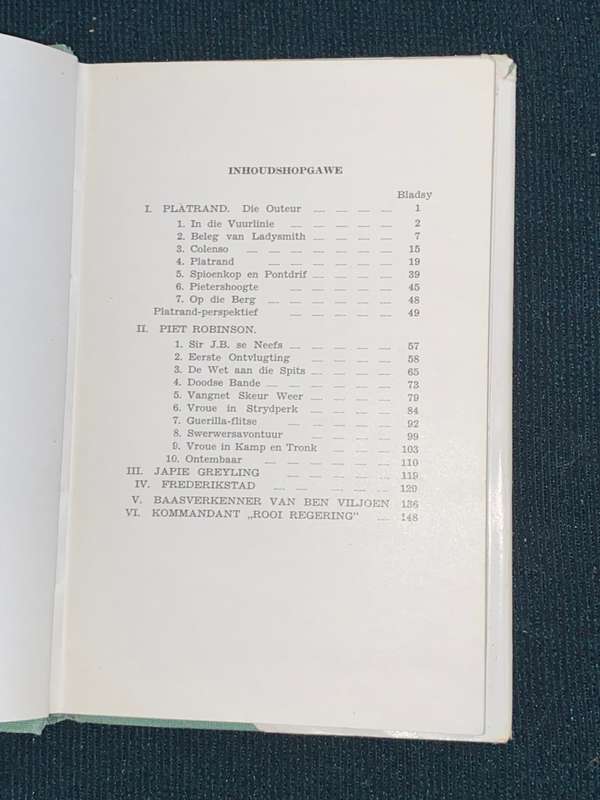 INHOUDSHOPGAWE
Bladsy
I. PLATRAND. Die Outeur .... .... .... .... 1
1. In die Vuurlinie .... .... .... .... 2
2. Beleg van Ladysmith .... .... .... .... 7
3. Colenso .... .... .... .... .... 15
4. Platrand .... .... .... .... 19
5. Spioenkop en Pontdrif .... .... .... .... 39
6. Pietershoogte .... .... .... .... 45
7. Op die Berg .... .... .... .... 48
Platrand-perspektief .... .... .... .... 49
II. PIET ROBINSON.
1. Sir J.B. se Neefs .... .... .... .... 57
2. Eerste Ontvlugting .... .... .... .... 58
3. De Wet aan die Spits .... .... .... .... 65
4. Doodse Bande .... .... .... .... .... 73
5. Vangnet Skeur Weer .... .... .... .... 79
6. Vroue in Strydperk .... .... .... .... 84
7. Guerilla-flitse .... .... .... .... 92
8. Swerwersavontuur .... .... .... .... 99
9. Vroue in Kamp en Tronk .... .... .... 103
10. Ontembaar .... .... .... .... .... 110
III. JAPIE GREYLING .... .... .... .... 119
IV. FREDERIKSTAD .... .... .... .... .... 129
V. BAASVERKENNER VAN BEN VILJOEN 136
VI. KOMMANDANT „ROOI REGERING" .... .... 148